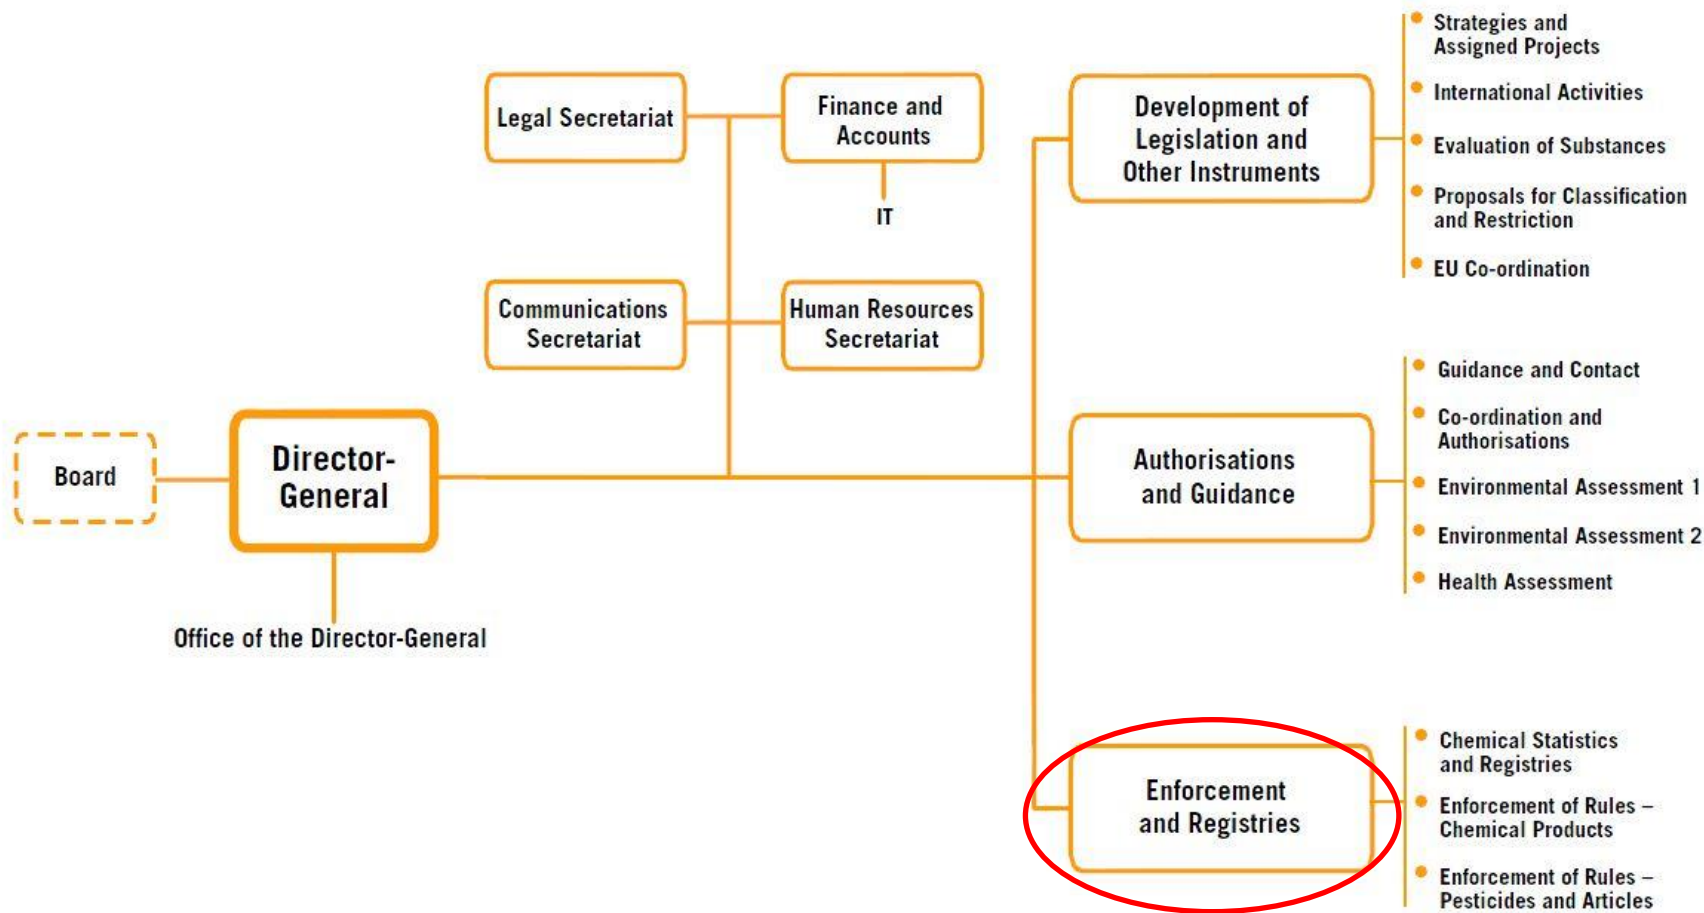 Legal Secretariat
Finance and
Accounts
IT
Communications
Secretariat
Human Resources
Secretariat
Board
Director-
General
Office of the Director-General
Development of
Legislation and
Other Instruments
Strategies and
Assigned Projects
International Activities
Evaluation of Substances
Proposals for Classification
and Restriction
EU Co-ordination
Authorisations
and Guidance
Guidance and Contact
Co-ordination and
Authorisations
Environmental Assessment 1
Environmental Assessment 2
Health Assessment
Enforcement
and Registries
Chemical Statistics
and Registries
Enforcement of Rules –
Chemical Products
Enforcement of Rules –
Pesticides and Articles